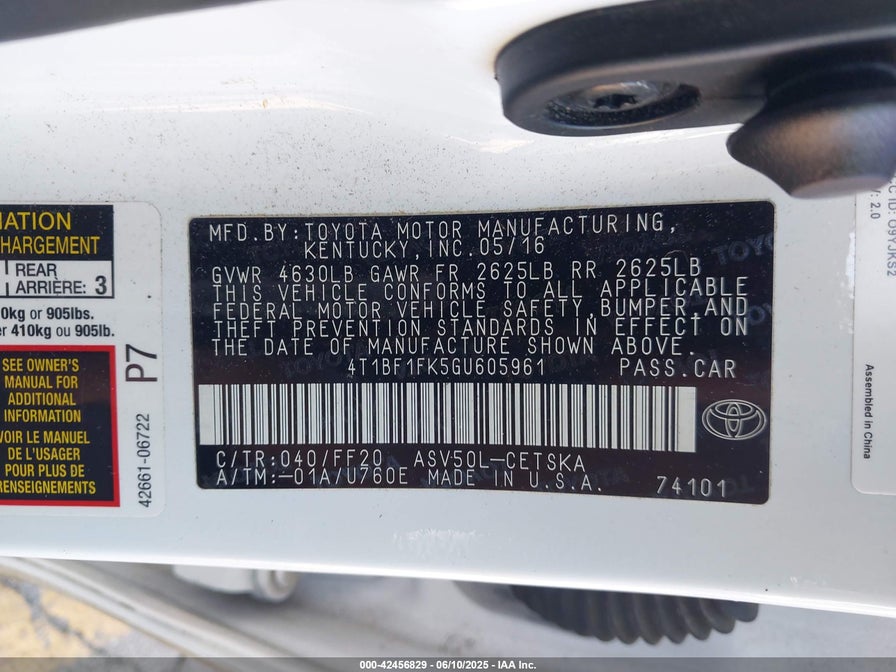 MFD.BY:TOYOTA MOTOR MANUFACTURING,
KENTUCKY,INC.05/16
GVWR 4630LB GAWR FR 2625LB RR 2625LB
THIS VEHICLE CONFORMS TO ALL APPLICABLE
FEDERAL MOTOR VEHICLE SAFETY,BUMPER,AND
THEFT PREVENTION STANDARDS IN EFFECT ON
THE DATE OF MANUFACTURE SHOWN ABOVE.
4T1BF1FK5GU605961 PASS.CAR
C/TR:040/FF20 ASV50L-CETSKA
A/TM:-01A/U760E MADE IN U.S.A. 74101
REAR
ARRIÈRE: 3
905lbs.
410kg ou 905lb.
SEE OWNER'S
MANUAL FOR
ADDITIONAL
INFORMATION
VOIR LE MANUEL
DE L'USAGER
POUR PLUS DE
RENSEIGNEMENTS
P7
42661-06722
2.0
Assembled in China
000-42456829 - 06/10/2025 - IAA Inc.